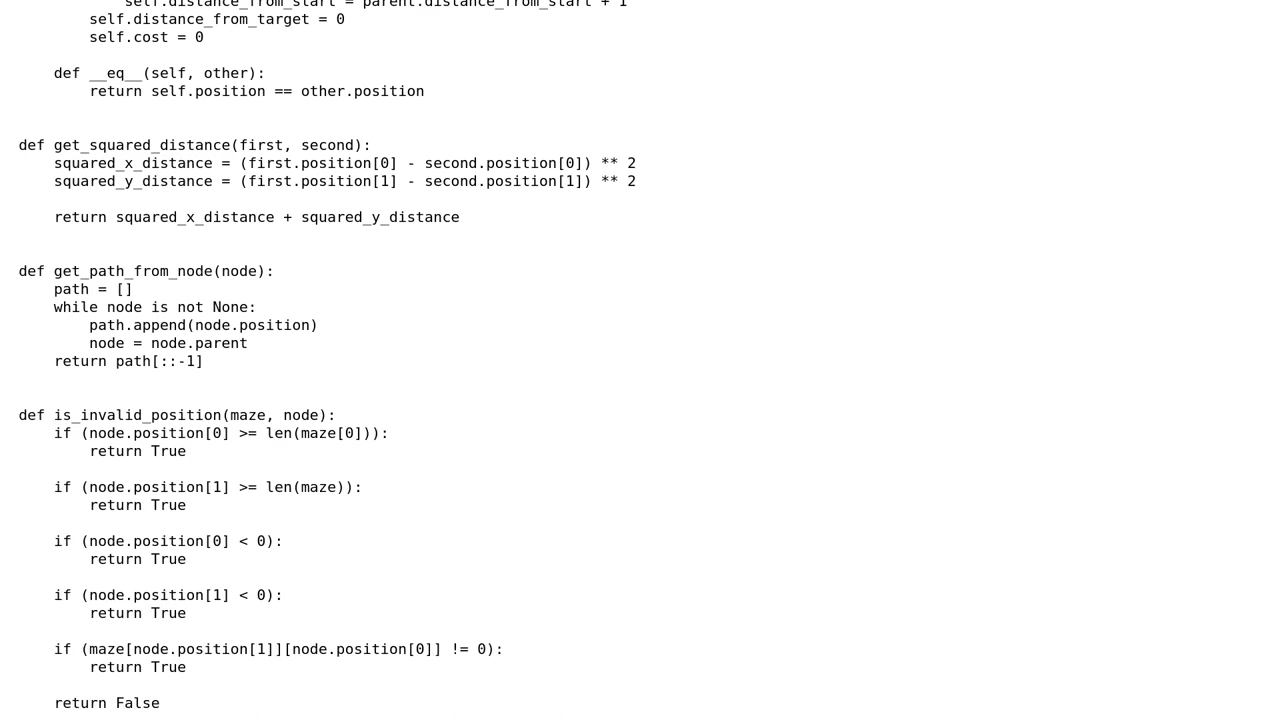 self.distance_from_start = parent.distance_from_start + 1
        self.distance_from_target = 0
        self.cost = 0

    def __eq__(self, other):
        return self.position == other.position


def get_squared_distance(first, second):
    squared_x_distance = (first.position[0] - second.position[0]) ** 2
    squared_y_distance = (first.position[1] - second.position[1]) ** 2

    return squared_x_distance + squared_y_distance


def get_path_from_node(node):
    path = []
    while node is not None:
        path.append(node.position)
        node = node.parent
    return path[::-1]


def is_invalid_position(maze, node):
    if (node.position[0] >= len(maze[0])):
        return True

    if (node.position[1] >= len(maze)):
        return True

    if (node.position[0] < 0):
        return True

    if (node.position[1] < 0):
        return True

    if (maze[node.position[1]][node.position[0]] != 0):
        return True

    return False